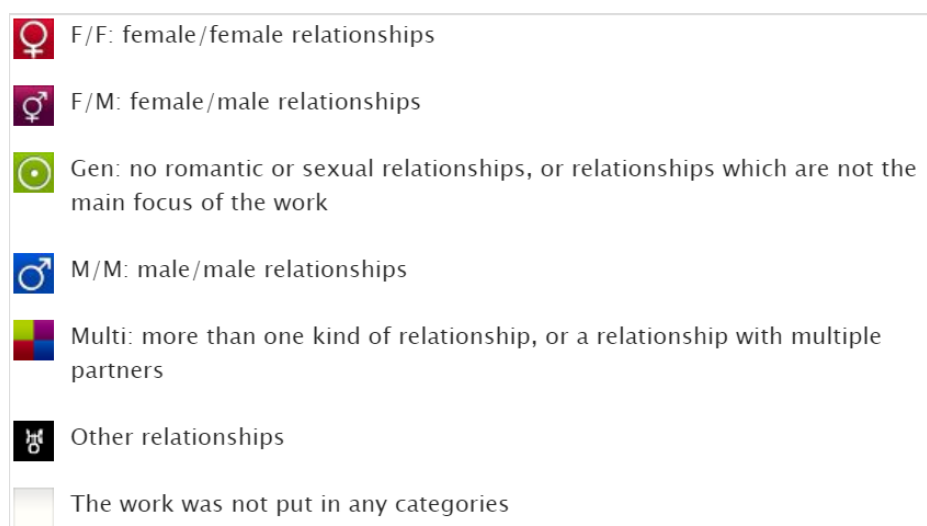 F/F: female/female relationships
F/M: female/male relationships
Gen: no romantic or sexual relationships, or relationships which are not the
main focus of the work
M/M: male/male relationships
Multi: more than one kind of relationship, or a relationship with multiple
partners
Other relationships
The work was not put in any categories